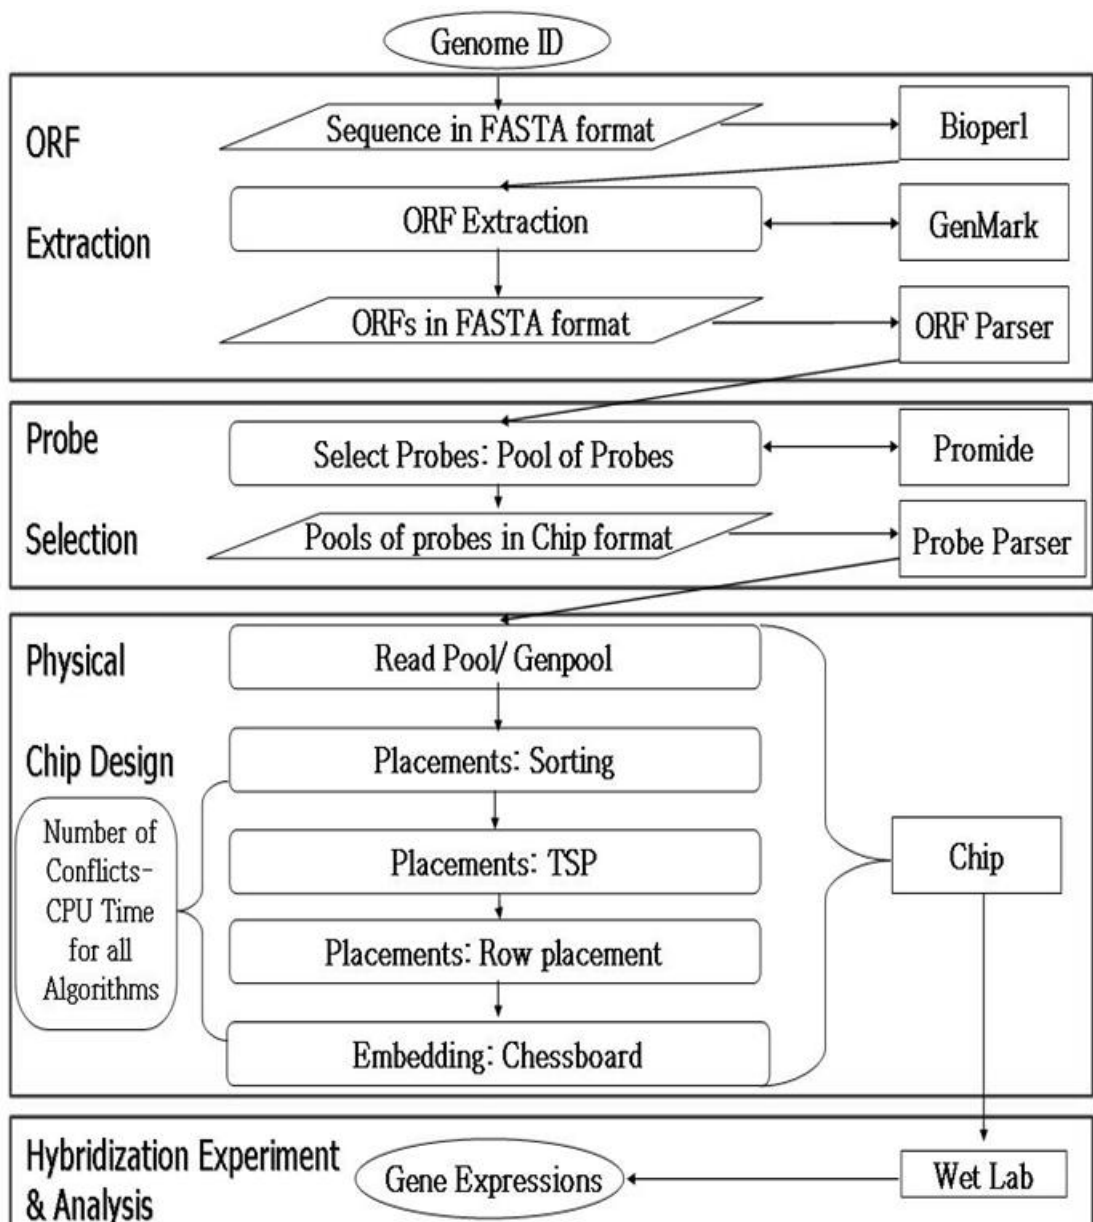 Genome ID
ORF
Sequence in FASTA format
Bioperl
Extraction
ORF Extraction
GenMark
ORFs in FASTA format
ORF Parser
Probe
Select Probes: Pool of Probes
Promide
Selection
Pools of probes in Chip format
Probe Parser
Physical
Read Pool/ Genpool
Chip Design
Placements: Sorting
Number of
Conflicts-
CPU Time
for all
Algorithms
Placements: TSP
Chip
Placements: Row placement
Embedding: Chessboard
Hybridization Experiment
& Analysis
Gene Expressions
Wet Lab